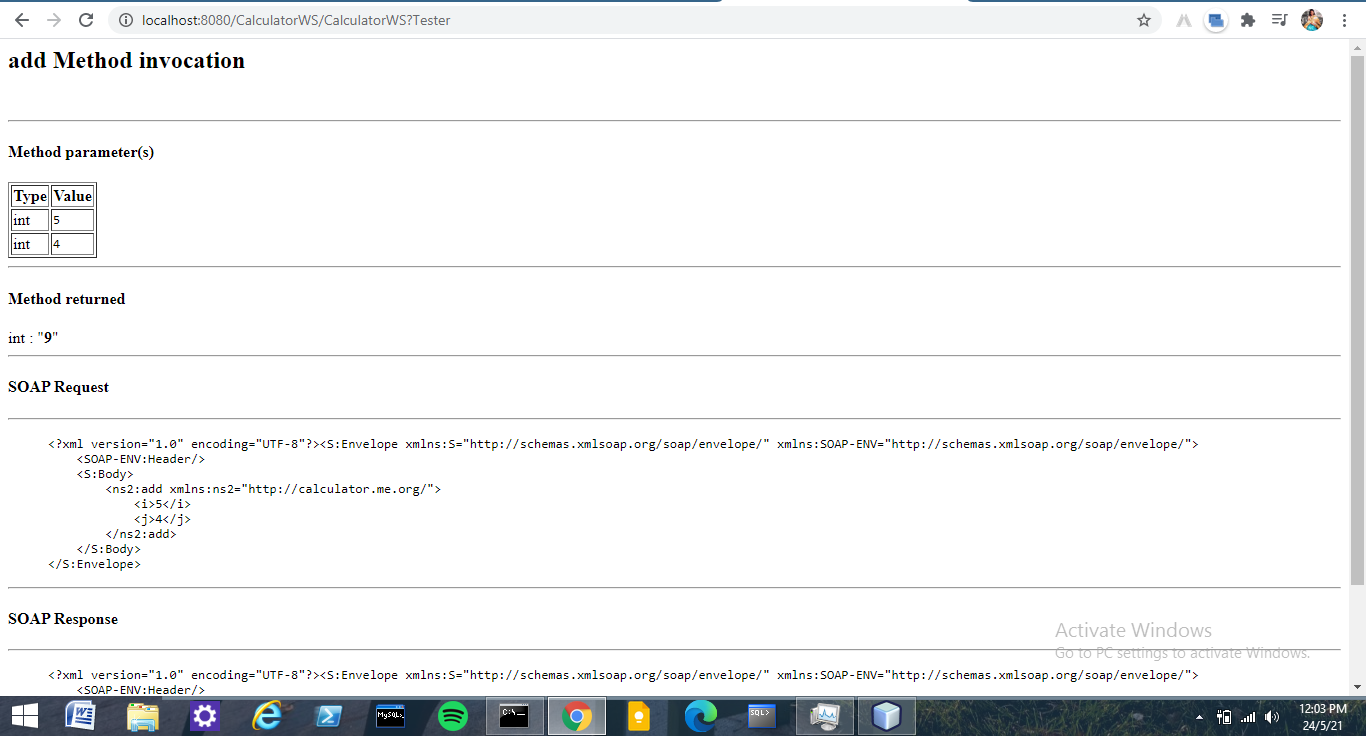 localhost:8080/CalculatorWS/CalculatorWS?Tester
add Method invocation
Method parameter(s)
Type Value
int 5
int 4
Method returned
int : "9"
SOAP Request
<?xml version="1.0" encoding="UTF-8"?><S:Envelope xmlns:S="http://schemas.xmlsoap.org/soap/envelope/" xmlns:SOAP-ENV="http://schemas.xmlsoap.org/soap/envelope/">
<SOAP-ENV:Header/>
<S:Body>
<ns2:add xmlns:ns2="http://calculator.me.org/">
<i>5</i>
<j>4</j>
</ns2:add>
</S:Body>
</S:Envelope>
SOAP Response
Activate Windows
Go to PC settings to activate Windows.
<?xml version="1.0" encoding="UTF-8"?><S:Envelope xmlns:S="http://schemas.xmlsoap.org/soap/envelope/" xmlns:SOAP-ENV="http://schemas.xmlsoap.org/soap/envelope/">
<SOAP-ENV:Header/>
MySQL>
C:\_
SQL>
12:03 PM
24/5/21